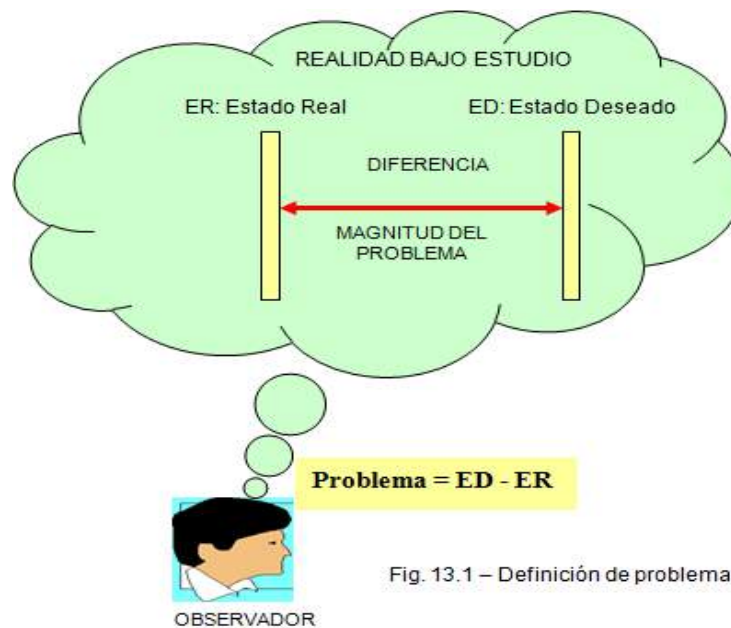 REALIDAD BAJO ESTUDIO
ER: Estado Real
ED: Estado Deseado
DIFERENCIA
MAGNITUD DEL
PROBLEMA
Problema = ED - ER
Fig. 13.1 – Definición de problema
OBSERVADOR